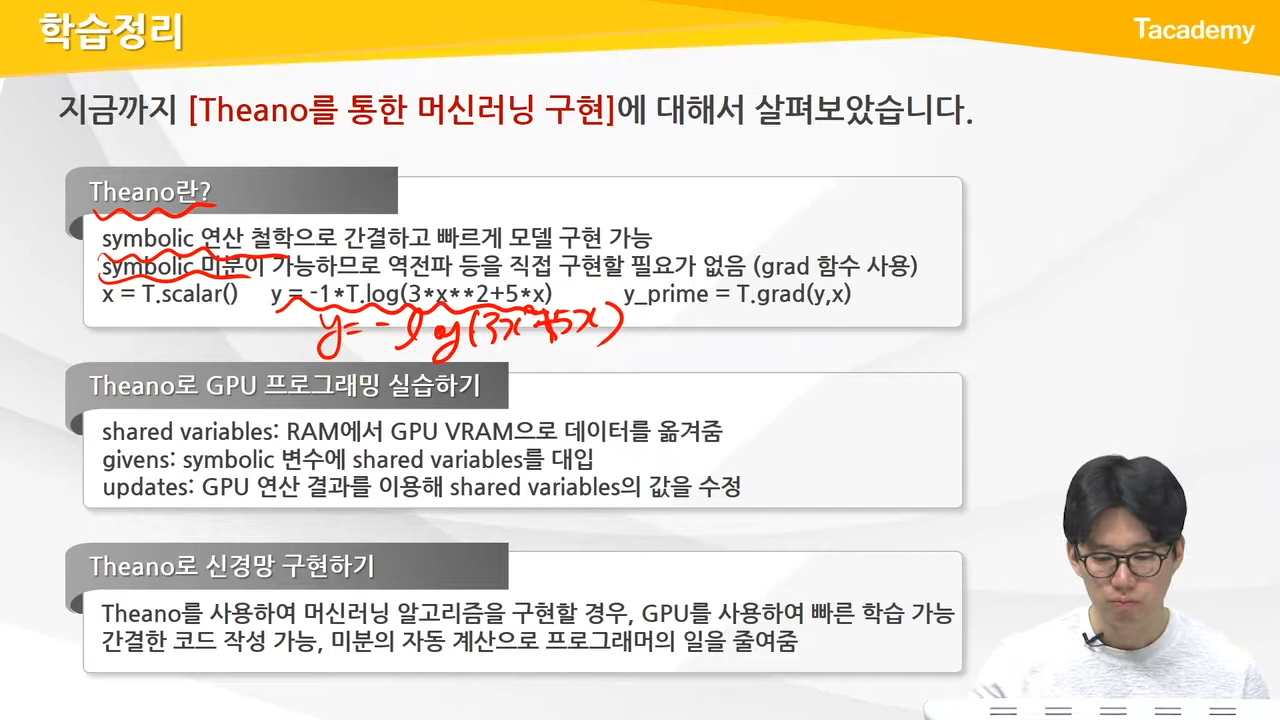 학습정리
Tacademy
지금까지 [Theano를 통한 머신러닝 구현]에 대해서 살펴보았습니다.
Theano란?
symbolic 연산 철학으로 간결하고 빠르게 모델 구현 가능
symbolic 미분이 가능하므로 역전파 등을 직접 구현할 필요가 없음 (grad 함수 사용)
x = T.scalar() y = -1*T.log(3*x**2+5*x) y_prime = T.grad(y,x)
y = -log(3x²+5x)
Theano로 GPU 프로그래밍 실습하기
shared variables: RAM에서 GPU VRAM으로 데이터를 옮겨줌
givens: symbolic 변수에 shared variables를 대입
updates: GPU 연산 결과를 이용해 shared variables의 값을 수정
Theano로 신경망 구현하기
Theano를 사용하여 머신러닝 알고리즘을 구현할 경우, GPU를 사용하여 빠른 학습 가능
간결한 코드 작성 가능, 미분의 자동 계산으로 프로그래머의 일을 줄여줌